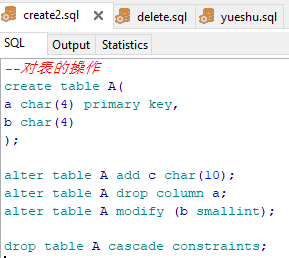 create2.sql delete.sql yueshu.sql
SQL Output Statistics
--对表的操作
create table A(
a char(4) primary key,
b char(4)
);
alter table A add c char(10);
alter table A drop column a;
alter table A modify (b smallint);
drop table A cascade constraints;